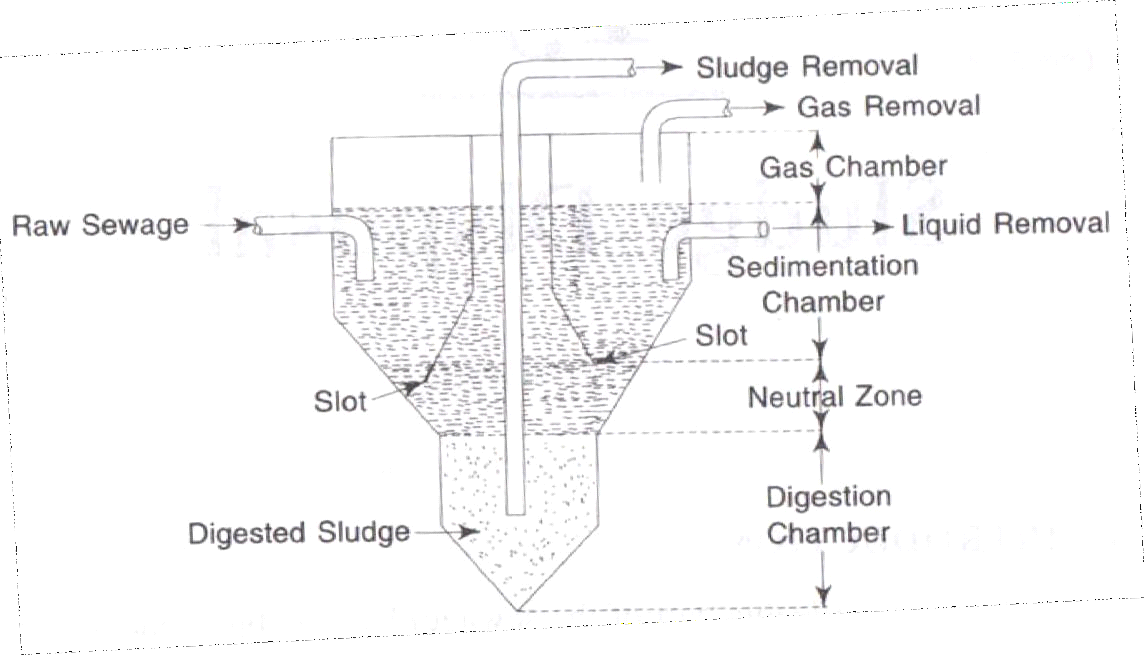 Sludge Removal
Gas Removal
Gas Chamber
Raw Sewage
Liquid Removal
Sedimentation
Chamber
Slot
Slot
Neutral Zone
Digestion
Chamber
Digested Sludge